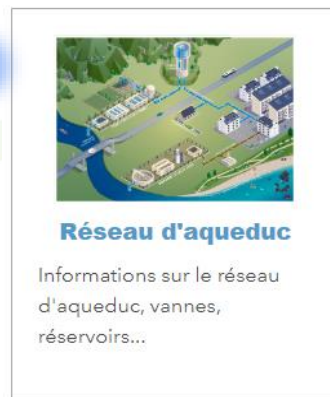 Réseau d'aqueduc
Informations sur le réseau
d'aqueduc, vannes,
réservoirs...